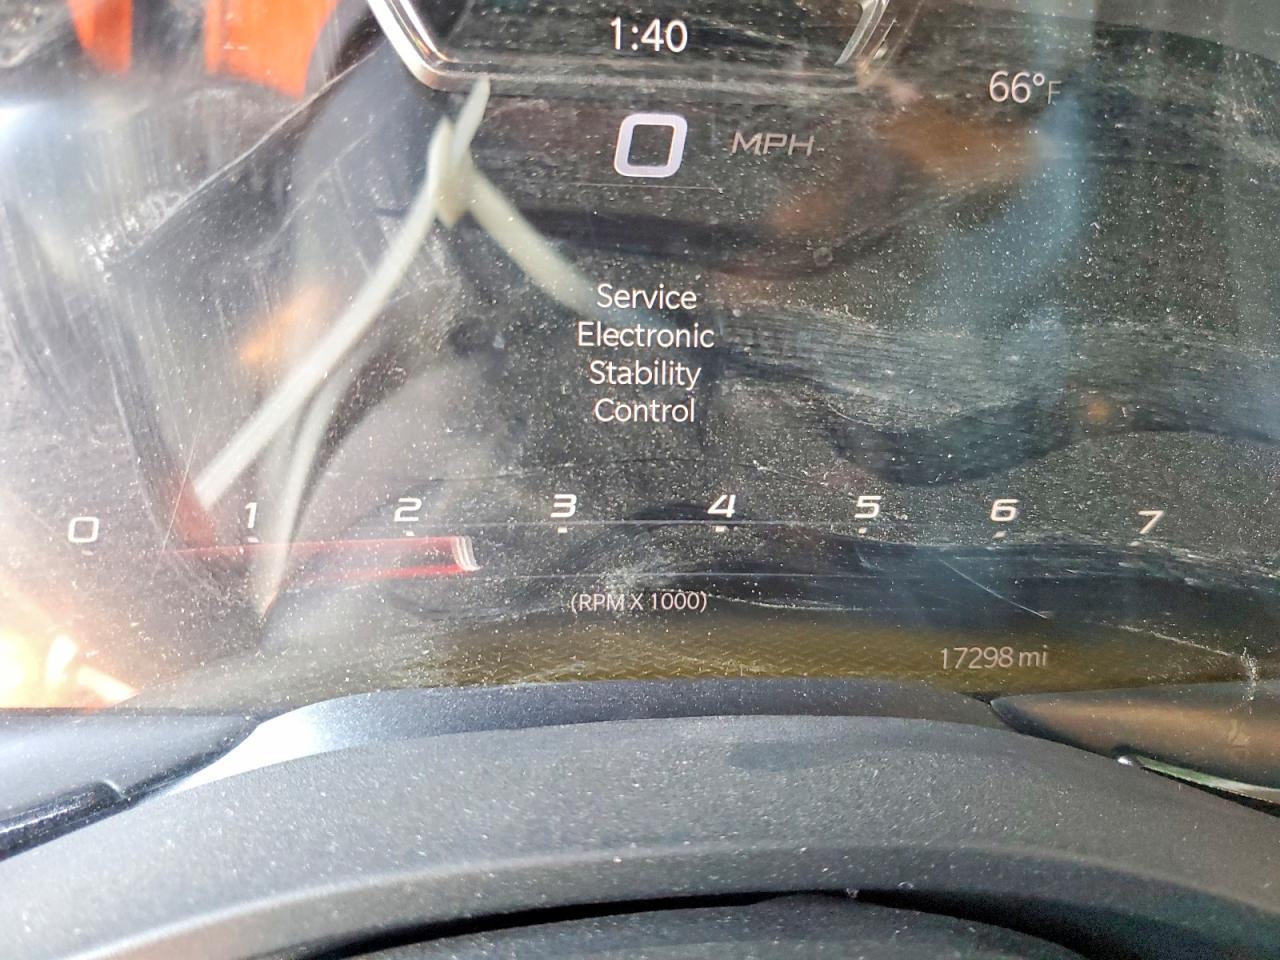 1:40
66°F
0 MPH
Service
Electronic
Stability
Control
0 1 2 3 4 5 6 7
(RPM X 1000)
17298 mi